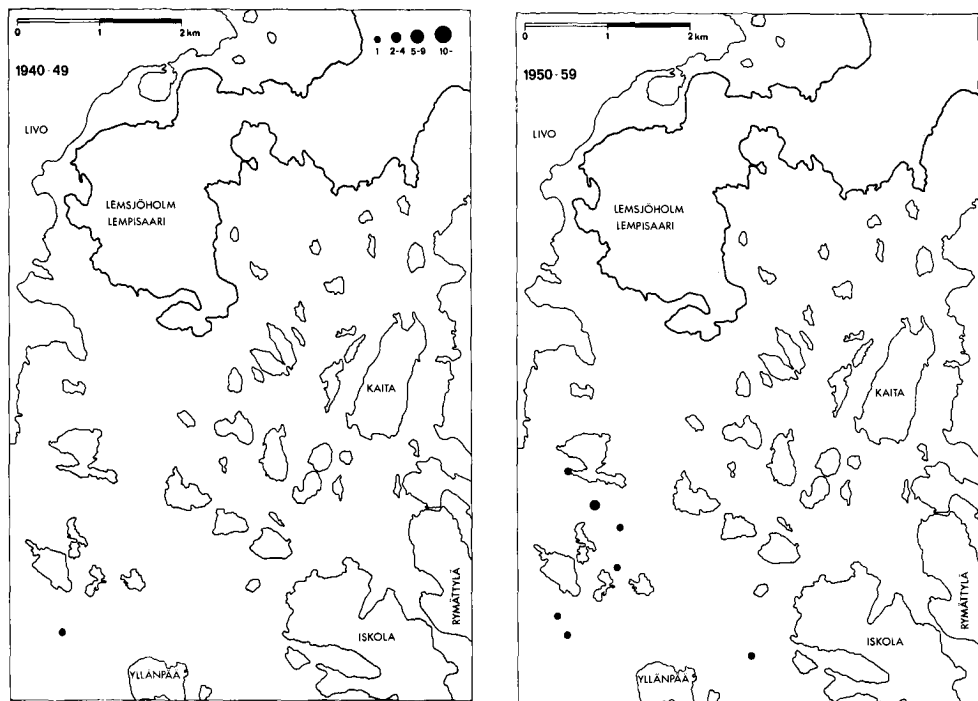 0 1 2 km
1 2-4 5-9 10-
1940-49
LIVO
LEMSJÖHOLM
LEMPISAARI
KAITA
RYMÄTTYLÄ
ISKOLA
YLLÄNPÄÄ
0 1 2 km
1950-59
LIVO
LEMSJÖHOLM
LEMPISAARI
KAITA
RYMÄTTYLÄ
ISKOLA
YLLÄNPÄÄ